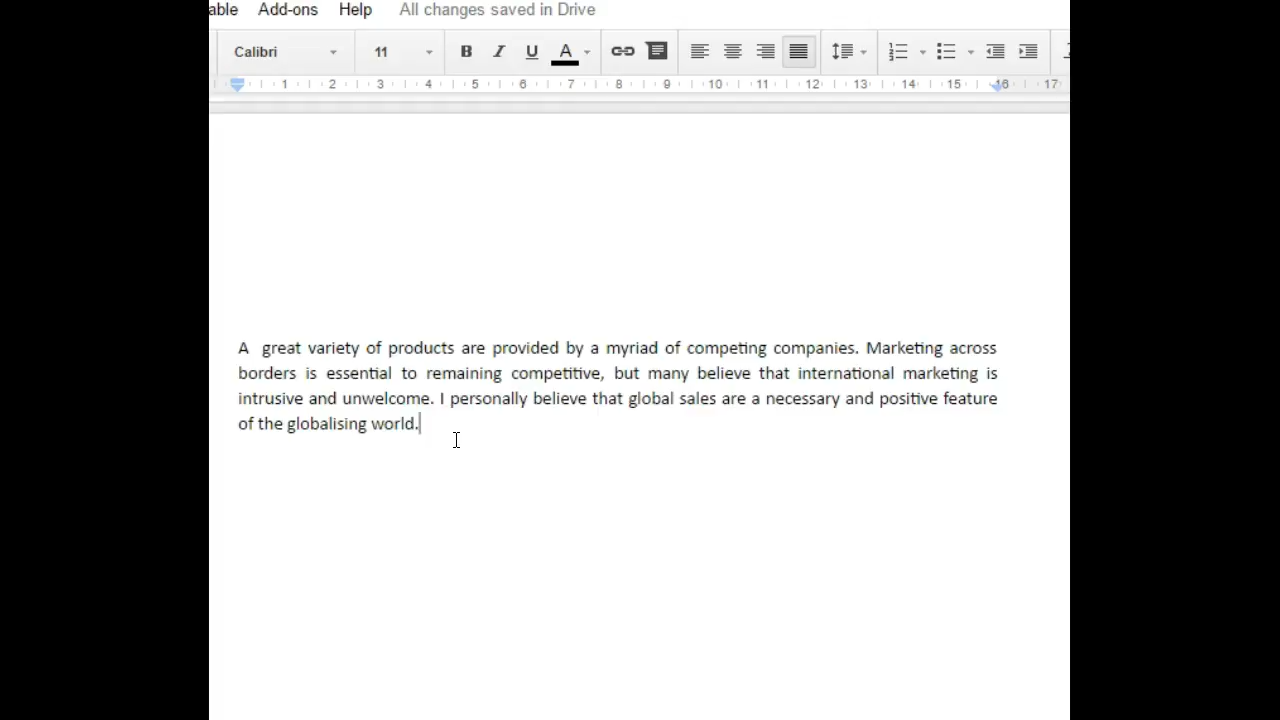 able Add-ons Help All changes saved in Drive
Calibri 11 B I U A
1 2 3 4 5 6 7 8 9 10 11 12 13 14 15 16 17
A  great variety of products are provided by a myriad of competing companies. Marketing across
borders is essential to remaining competitive, but many believe that international marketing is
intrusive and unwelcome. I personally believe that global sales are a necessary and positive feature
of the globalising world.